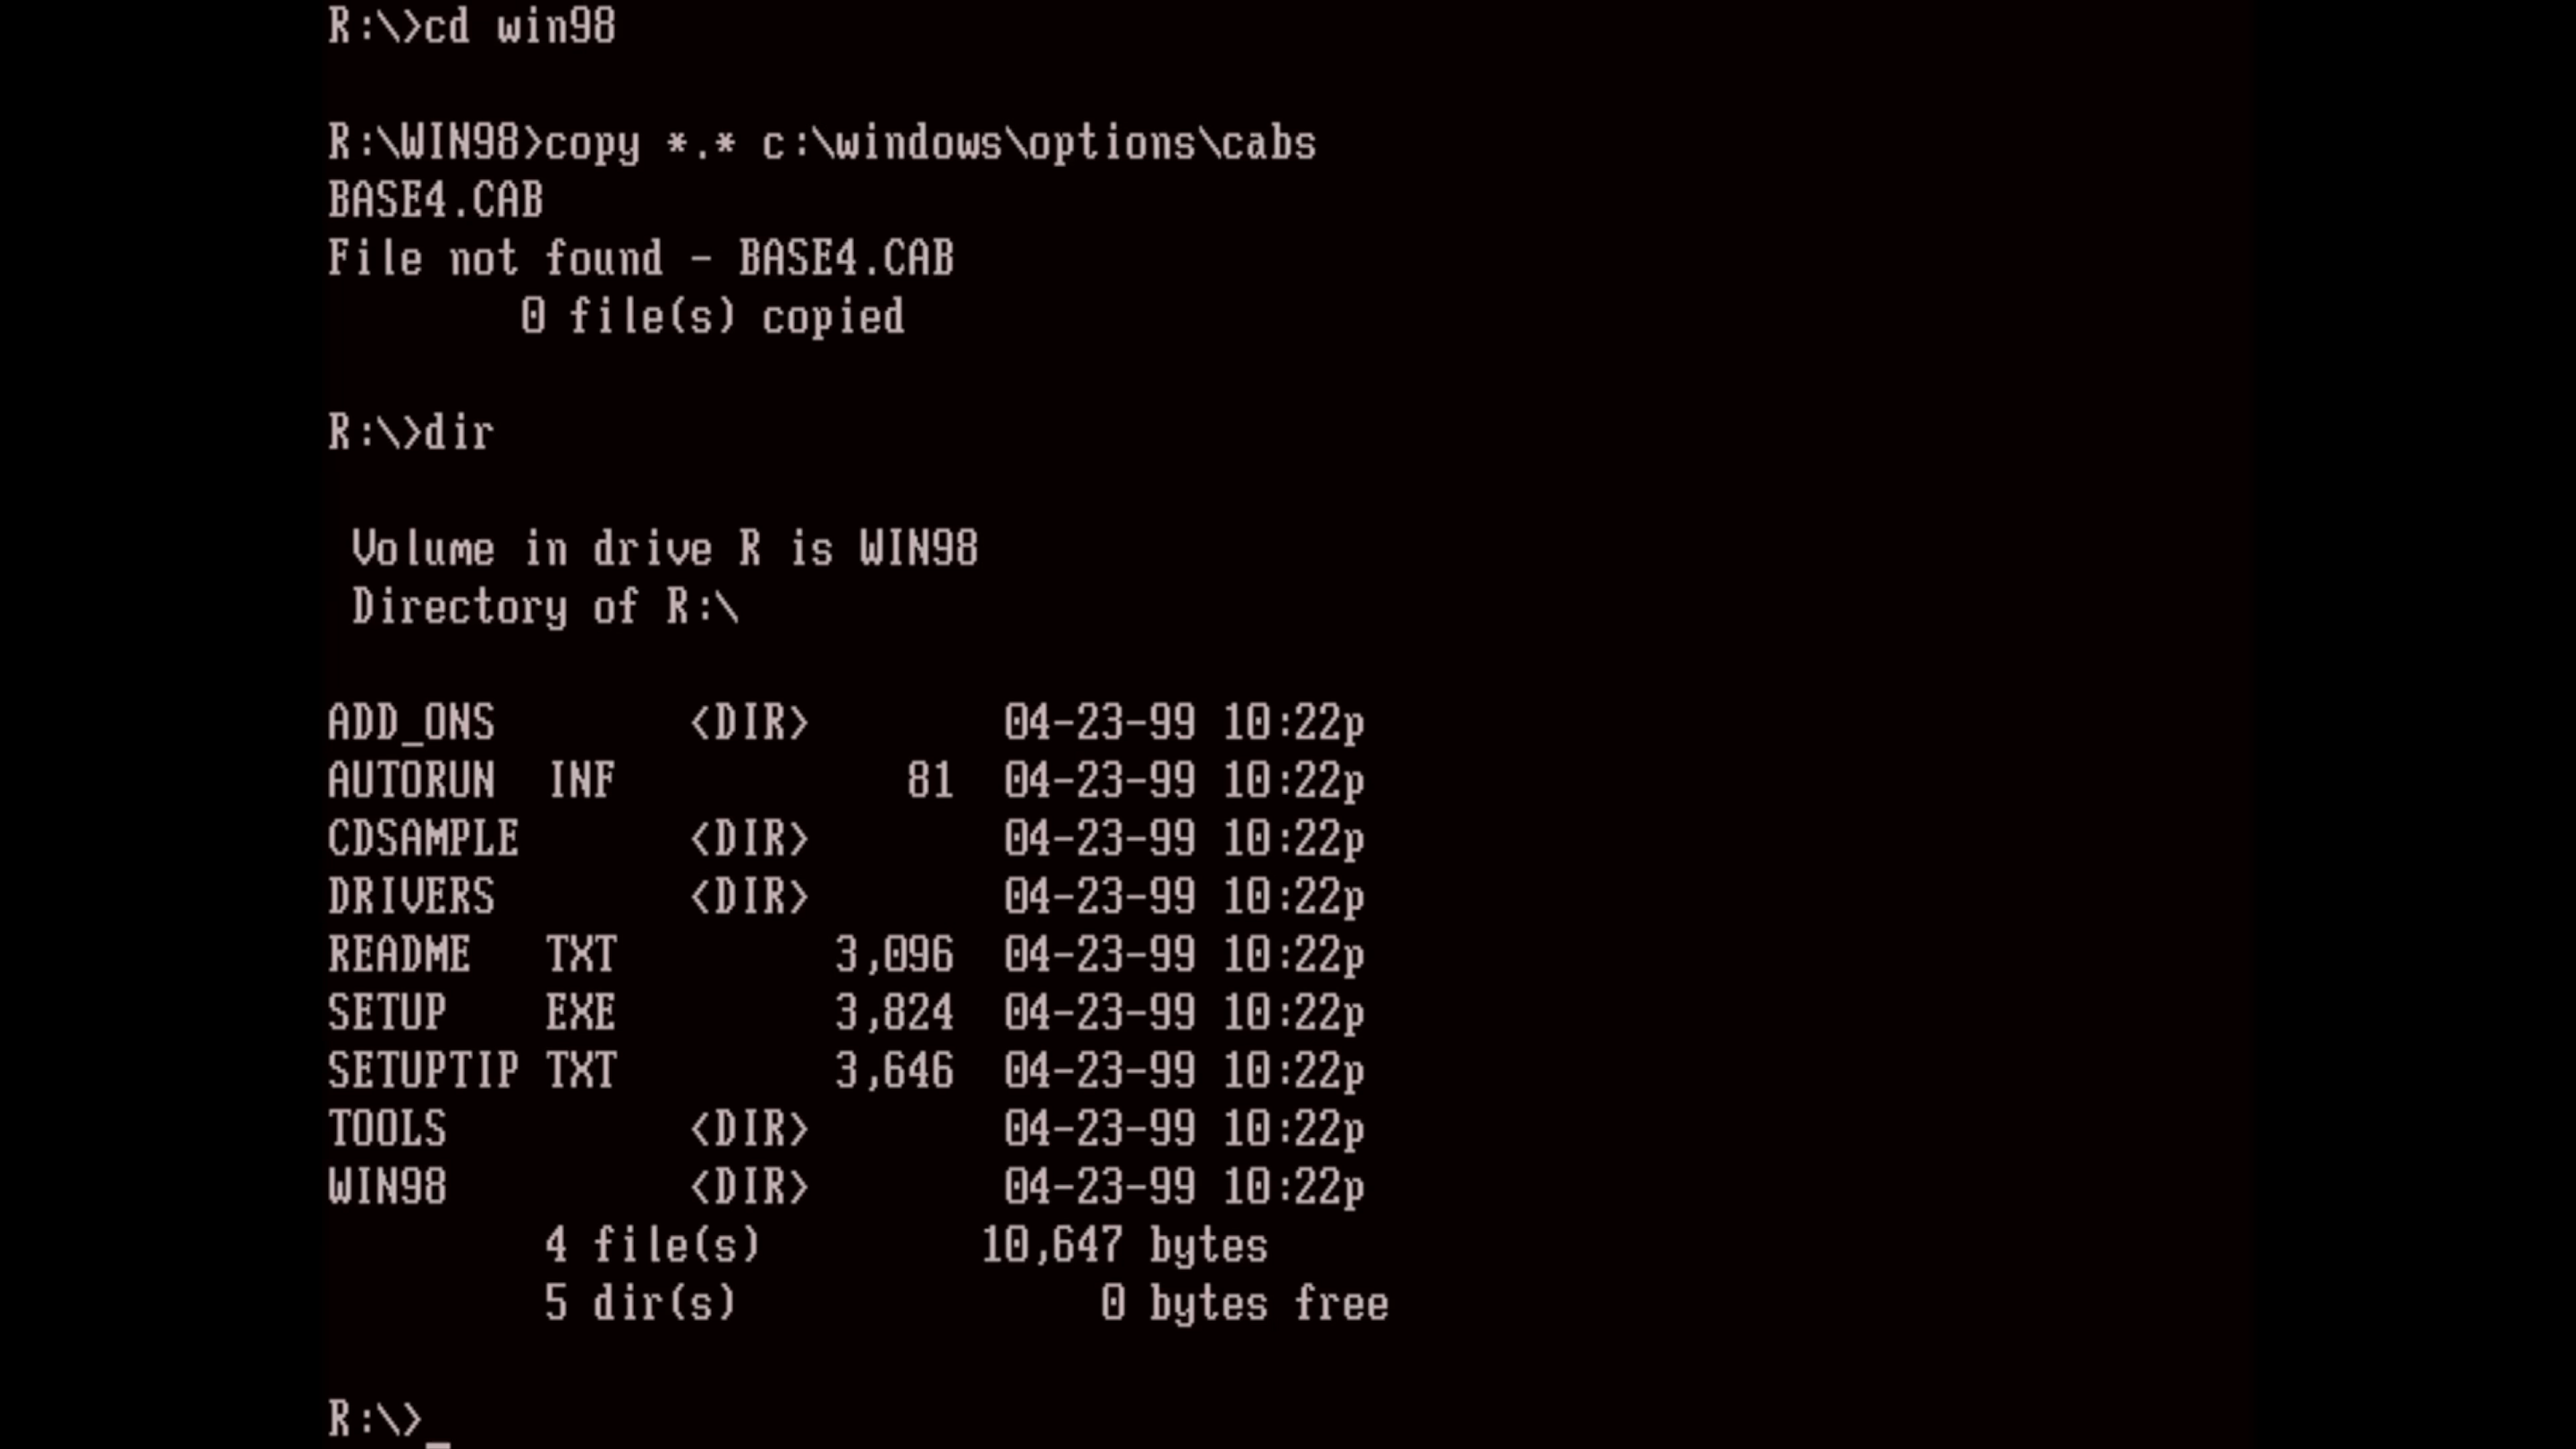 R:\>cd win98
R:\WIN98>copy *.* c:\windows\options\cabs
BASE4.CAB
File not found - BASE4.CAB
        0 file(s) copied
R:\>dir
 Volume in drive R is WIN98
 Directory of R:\
ADD_ONS        <DIR>        04-23-99 10:22p
AUTORUN  INF            81  04-23-99 10:22p
CDSAMPLE       <DIR>        04-23-99 10:22p
DRIVERS        <DIR>        04-23-99 10:22p
README   TXT         3,096  04-23-99 10:22p
SETUP    EXE         3,824  04-23-99 10:22p
SETUPTIP TXT         3,646  04-23-99 10:22p
TOOLS          <DIR>        04-23-99 10:22p
WIN98          <DIR>        04-23-99 10:22p
         4 file(s)         10,647 bytes
         5 dir(s)               0 bytes free
R:\>_